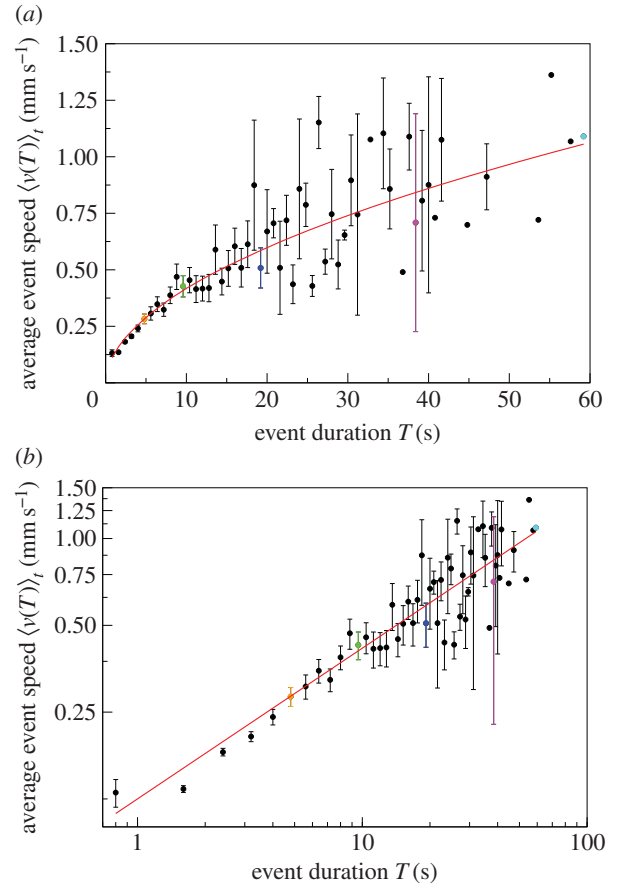 (a)
1.50
1.25
1.00
0.75
0.50
0.25
average event speed ⟨v(T)⟩t (mm s−1)
0 10 20 30 40 50 60
event duration T (s)
(b)
1.50
1.25
1.00
0.75
0.50
0.25
average event speed ⟨v(T)⟩t (mm s−1)
1 10 100
event duration T (s)